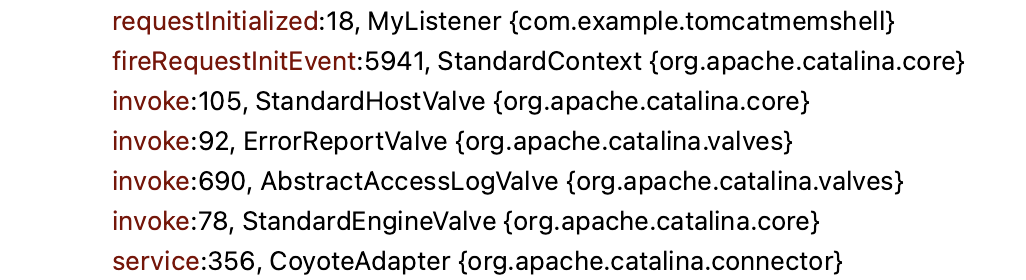 requestInitialized:18, MyListener {com.example.tomcatmemshell}
fireRequestInitEvent:5941, StandardContext {org.apache.catalina.core}
invoke:105, StandardHostValve {org.apache.catalina.core}
invoke:92, ErrorReportValve {org.apache.catalina.valves}
invoke:690, AbstractAccessLogValve {org.apache.catalina.valves}
invoke:78, StandardEngineValve {org.apache.catalina.core}
service:356, CoyoteAdapter {org.apache.catalina.connector}